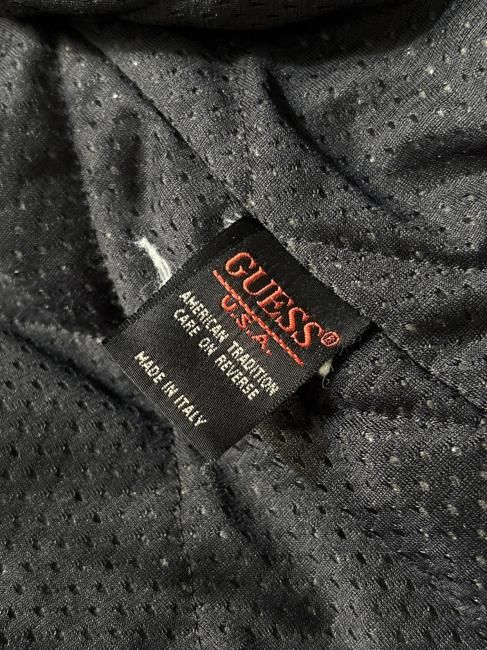 GUESS®
U.S.A.
AMERICAN TRADITION
CARE ON REVERSE
MADE IN ITALY